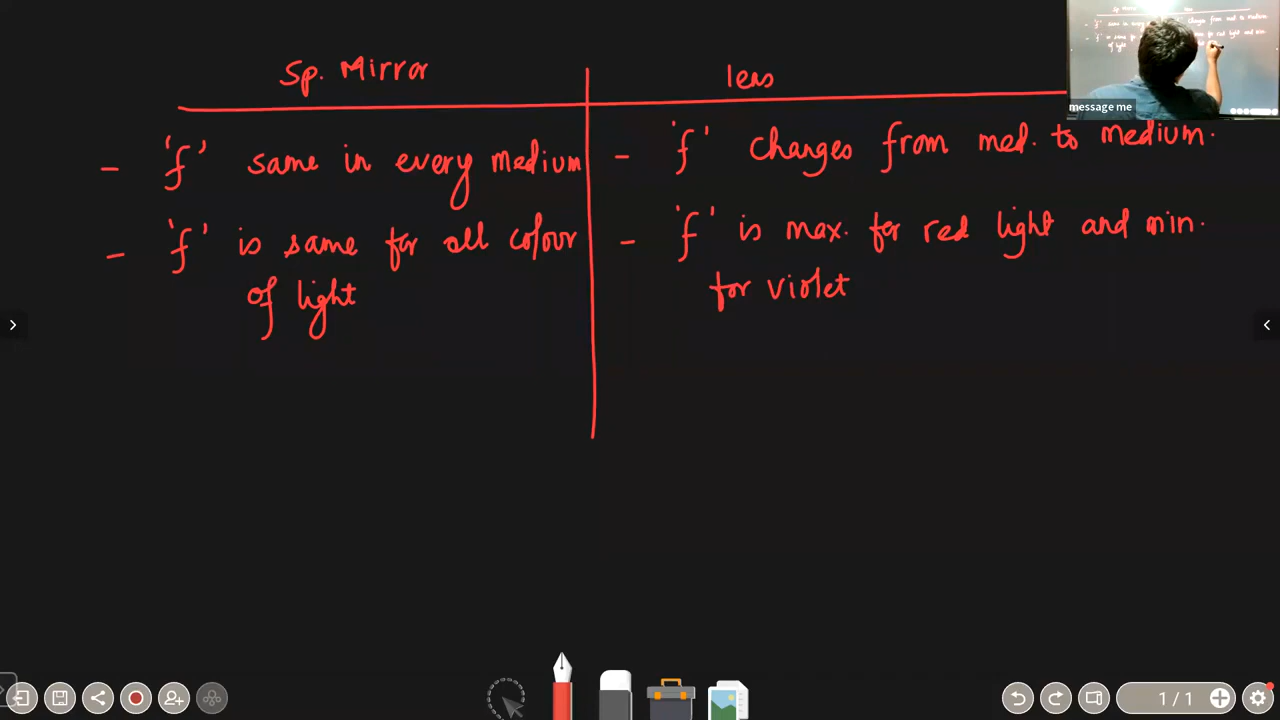 Sp. Mirror
lens
- 'f' same in every medium
- 'f' is same for all colour
of light
- 'f' changes from med. to medium.
- 'f' is max. for red light and min.
for violet
message me
1/1